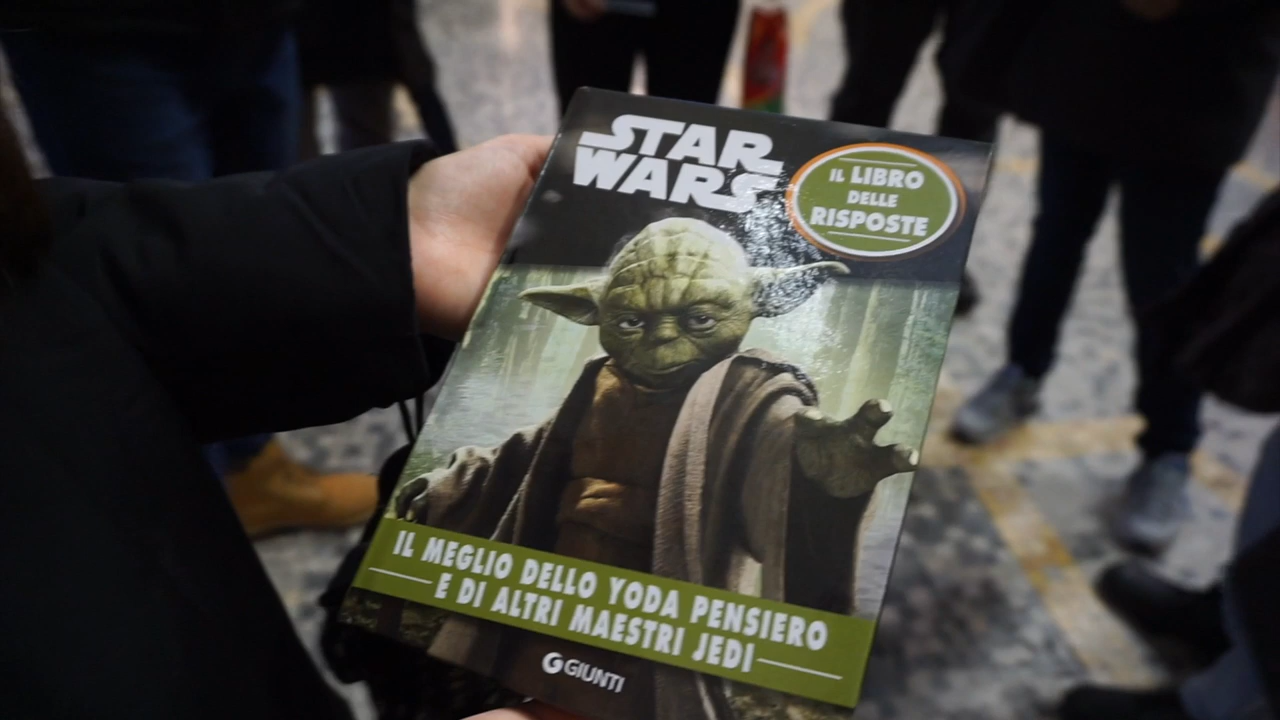 STAR
WARS
IL LIBRO
DELLE
RISPOSTE
IL MEGLIO DELLO YODA PENSIERO
E DI ALTRI MAESTRI JEDI
GIUNTI